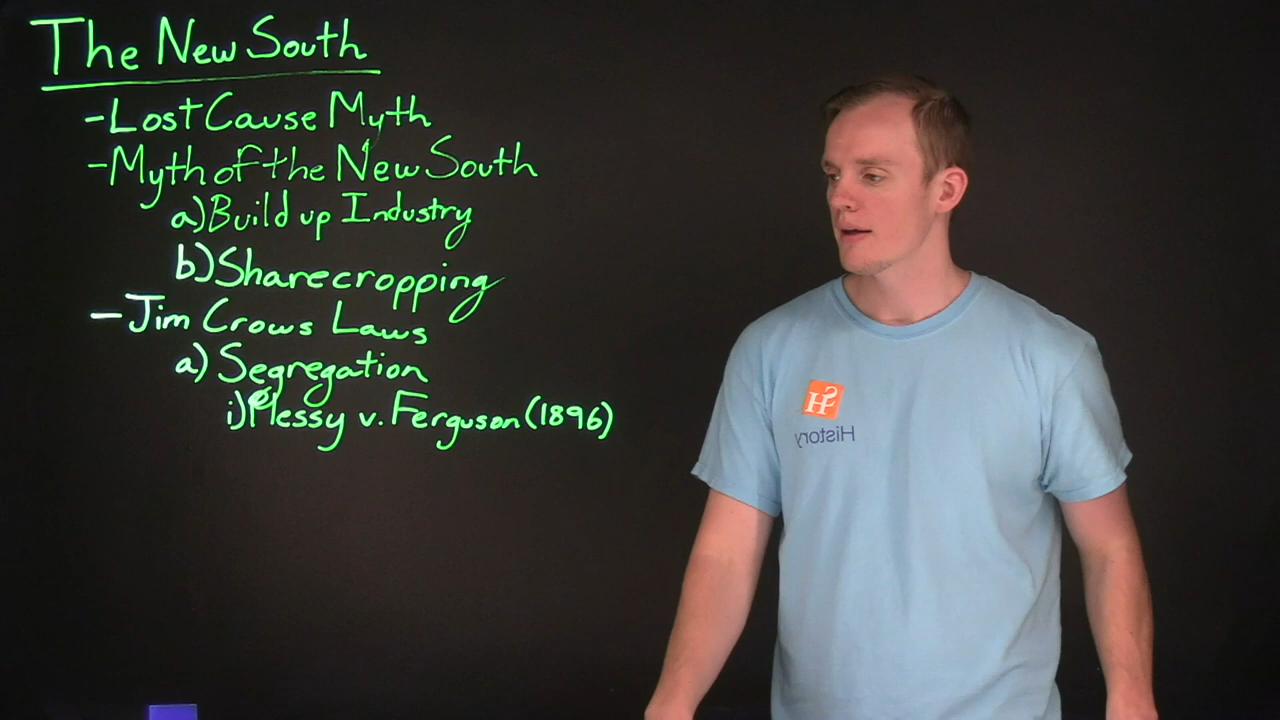 The New South
-Lost Cause Myth
-Myth of the New South
a) Build up Industry
b) Sharecropping
- Jim Crows Laws
a) Segregation
i) Plessy v. Ferguson (1896)
HS
History